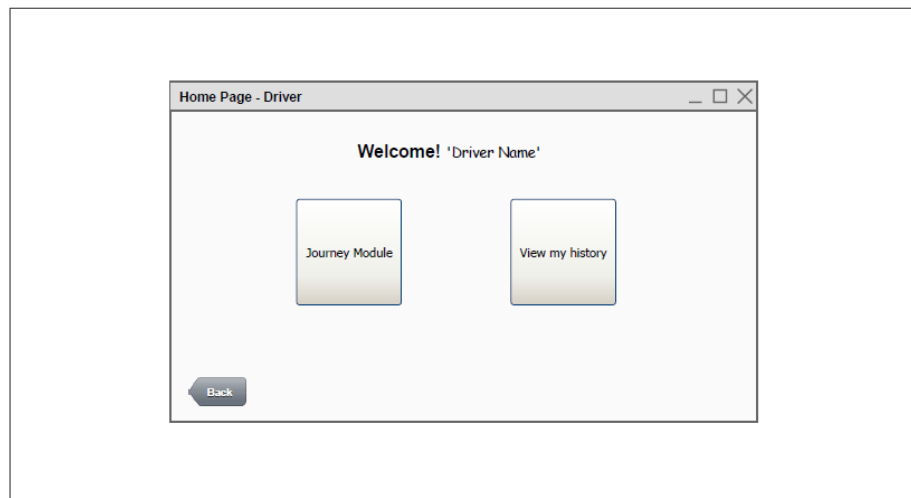 Home Page - Driver
Welcome! 'Driver Name'
Journey Module
View my history
Back